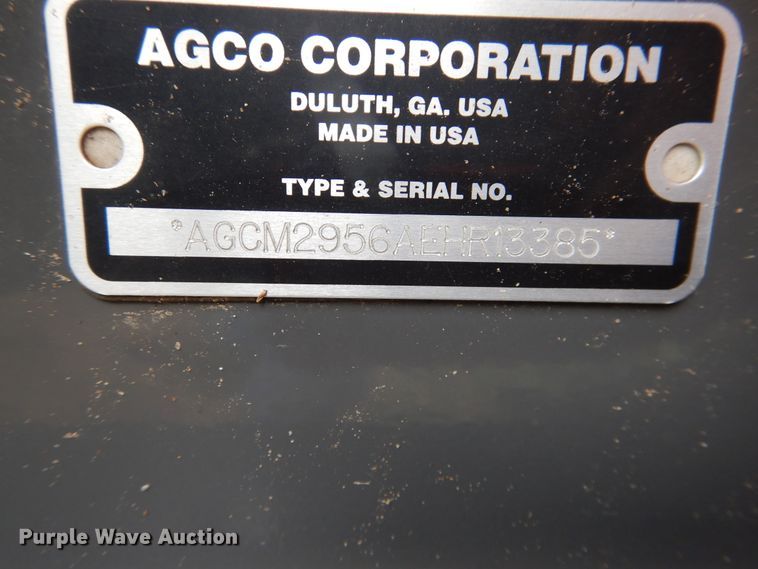 AGCO CORPORATION
DULUTH, GA. USA
MADE IN USA
TYPE & SERIAL NO.
*AGCM2956AEHR13385*
Purple Wave Auction